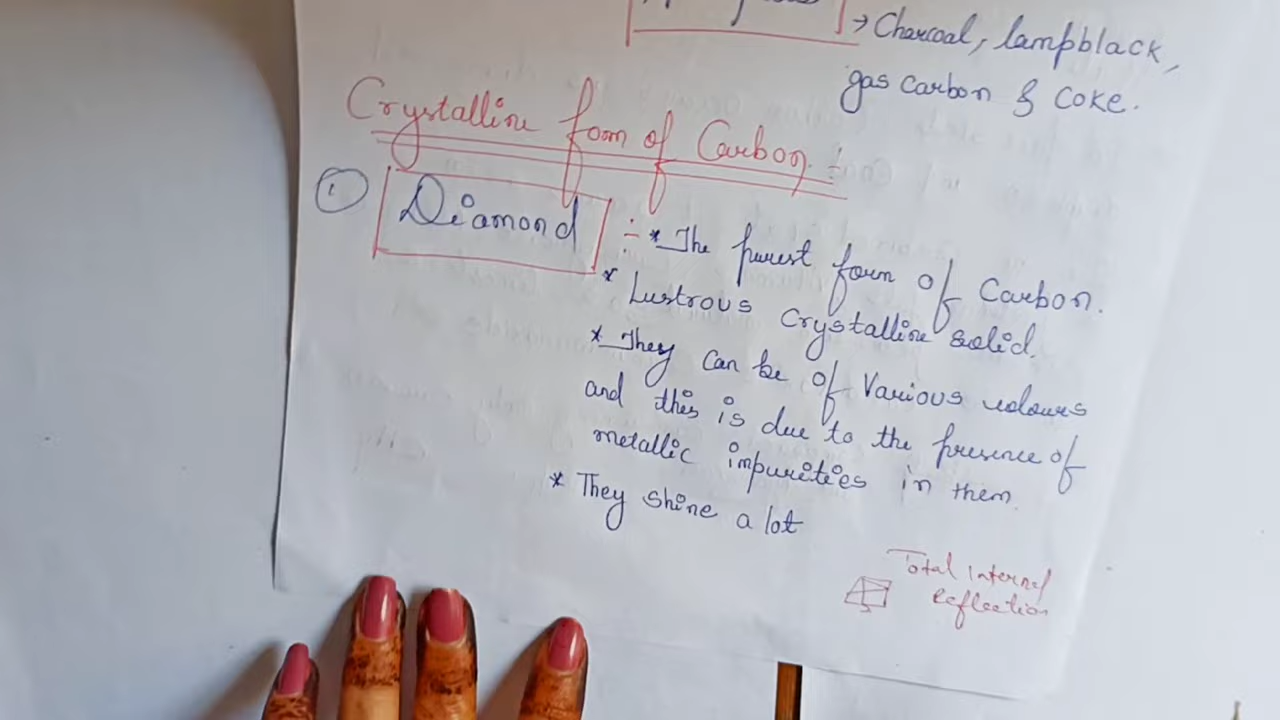 → Charcoal, lampblack,
gas carbon & coke.
Crystalline form of Carbon :-
1. Diamond ÷ * The purest form of Carbon.
* Lustrous crystalline solid.
* They can be of various colours
and this is due to the presence of
metallic impurities in them.
* They shine a lot
Total internal
Reflection